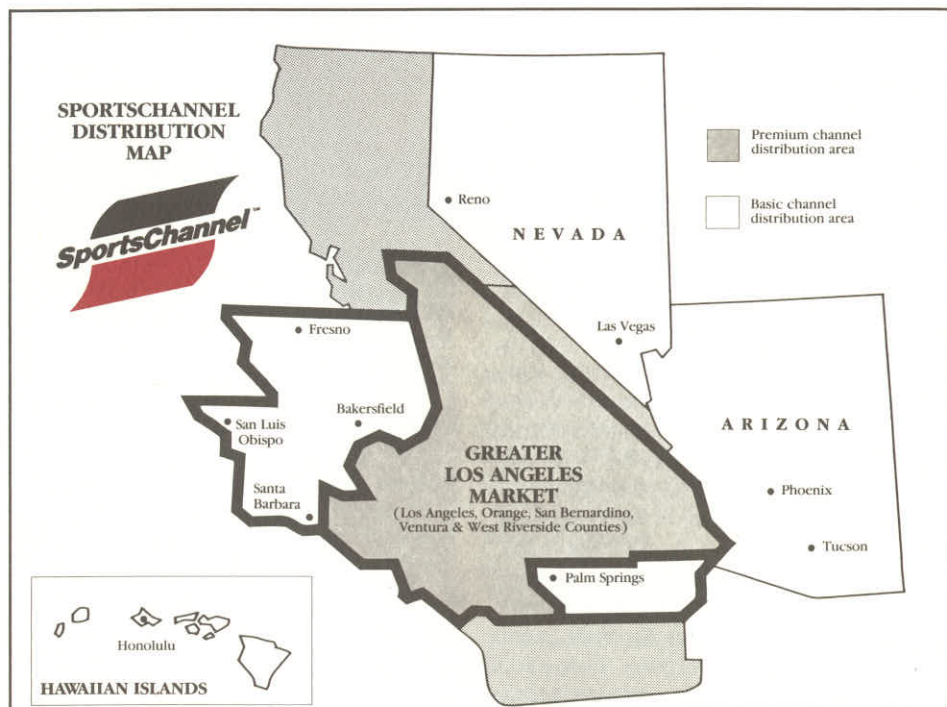 SPORTSCHANNEL
DISTRIBUTION
MAP
SportsChannel™
Premium channel
distribution area
Basic channel
distribution area
Reno
NEVADA
Las Vegas
Fresno
Bakersfield
San Luis
Obispo
Santa
Barbara
ARIZONA
Phoenix
Tucson
GREATER
LOS ANGELES
MARKET
(Los Angeles, Orange, San Bernardino,
Ventura & West Riverside Counties)
Palm Springs
Honolulu
HAWAIIAN ISLANDS